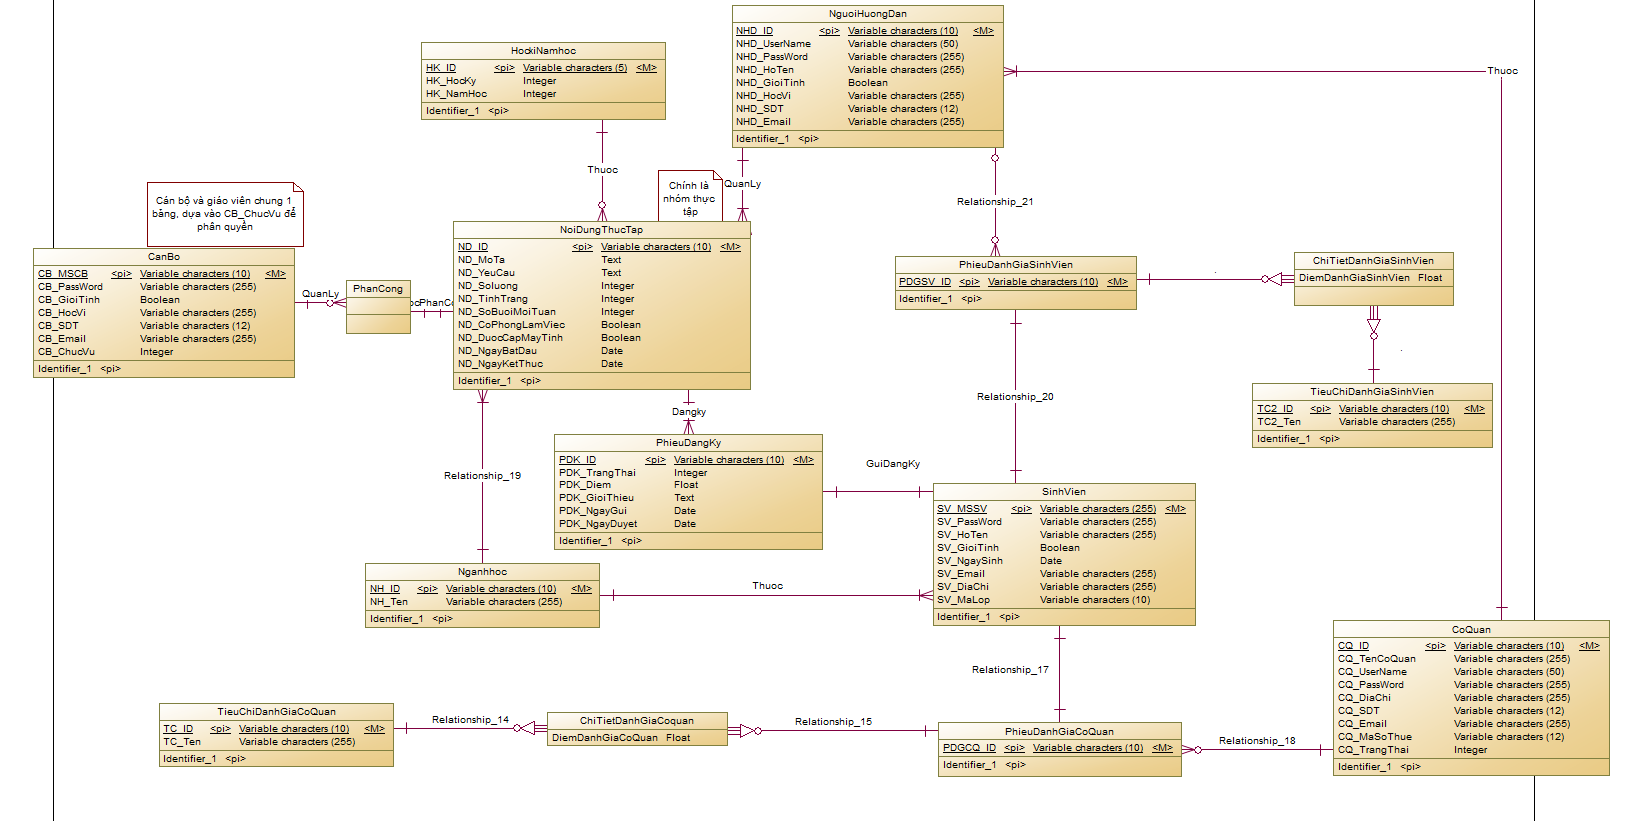 NguoiHuongDan
NHD_ID <pi> Variable characters (10) <M>
NHD_UserName Variable characters (50)
NHD_PassWord Variable characters (255)
NHD_HoTen Variable characters (255)
NHD_GioiTinh Boolean
NHD_HocVi Variable characters (255)
NHD_SDT Variable characters (12)
NHD_Email Variable characters (255)
Identifier_1 <pi>
HockiNamhoc
HK_ID <pi> Variable characters (5) <M>
HK_HocKy Integer
HK_NamHoc Integer
Identifier_1 <pi>
Thuoc
Thuoc
QuanLy
Chính là
nhóm thực
tập
Relationship_21
Cán bộ và giáo viên chung 1
bảng, dựa vào CB_ChucVu để
phân quyền
CanBo
CB_MSCB <pi> Variable characters (10) <M>
CB_PassWord Variable characters (255)
CB_GioiTinh Boolean
CB_HocVi Variable characters (255)
CB_SDT Variable characters (12)
CB_Email Variable characters (255)
CB_ChucVu Integer
Identifier_1 <pi>
QuanLy
PhanCong
ocPhanCo
NoiDungThucTap
ND_ID <pi> Variable characters (10) <M>
ND_MoTa Text
ND_YeuCau Text
ND_Soluong Integer
ND_TinhTrang Integer
ND_SoBuoiMoiTuan Integer
ND_CoPhongLamViec Boolean
ND_DuocCapMayTinh Boolean
ND_NgayBatDau Date
ND_NgayKetThuc Date
Identifier_1 <pi>
PhieuDanhGiaSinhVien
PDGSV_ID <pi> Variable characters (10) <M>
Identifier_1 <pi>
ChiTietDanhGiaSinhVien
DiemDanhGiaSinhVien Float
TieuChiDanhGiaSinhVien
TC2_ID <pi> Variable characters (10) <M>
TC2_Ten Variable characters (255)
Identifier_1 <pi>
Relationship_20
Dangky
PhieuDangKy
PDK_ID <pi> Variable characters (10) <M>
PDK_TrangThai Integer
PDK_Diem Float
PDK_GioiThieu Text
PDK_NgayGui Date
PDK_NgayDuyet Date
Identifier_1 <pi>
GuiDangKy
Relationship_19
SinhVien
SV_MSSV <pi> Variable characters (255) <M>
SV_PassWord Variable characters (255)
SV_HoTen Variable characters (255)
SV_GioiTinh Boolean
SV_NgaySinh Date
SV_Email Variable characters (255)
SV_DiaChi Variable characters (255)
SV_MaLop Variable characters (10)
Identifier_1 <pi>
Nganhhoc
NH_ID <pi> Variable characters (10) <M>
NH_Ten Variable characters (255)
Identifier_1 <pi>
Thuoc
Relationship_17
CoQuan
CQ_ID <pi> Variable characters (10) <M>
CQ_TenCoQuan Variable characters (255)
CQ_UserName Variable characters (50)
CQ_PassWord Variable characters (255)
CQ_DiaChi Variable characters (255)
CQ_SDT Variable characters (12)
CQ_Email Variable characters (255)
CQ_MaSoThue Variable characters (12)
CQ_TrangThai Integer
Identifier_1 <pi>
TieuChiDanhGiaCoQuan
TC_ID <pi> Variable characters (10) <M>
TC_Ten Variable characters (255)
Identifier_1 <pi>
Relationship_14
ChiTietDanhGiaCoquan
DiemDanhGiaCoQuan Float
Relationship_15
PhieuDanhGiaCoQuan
PDGCQ_ID <pi> Variable characters (10) <M>
Identifier_1 <pi>
Relationship_18